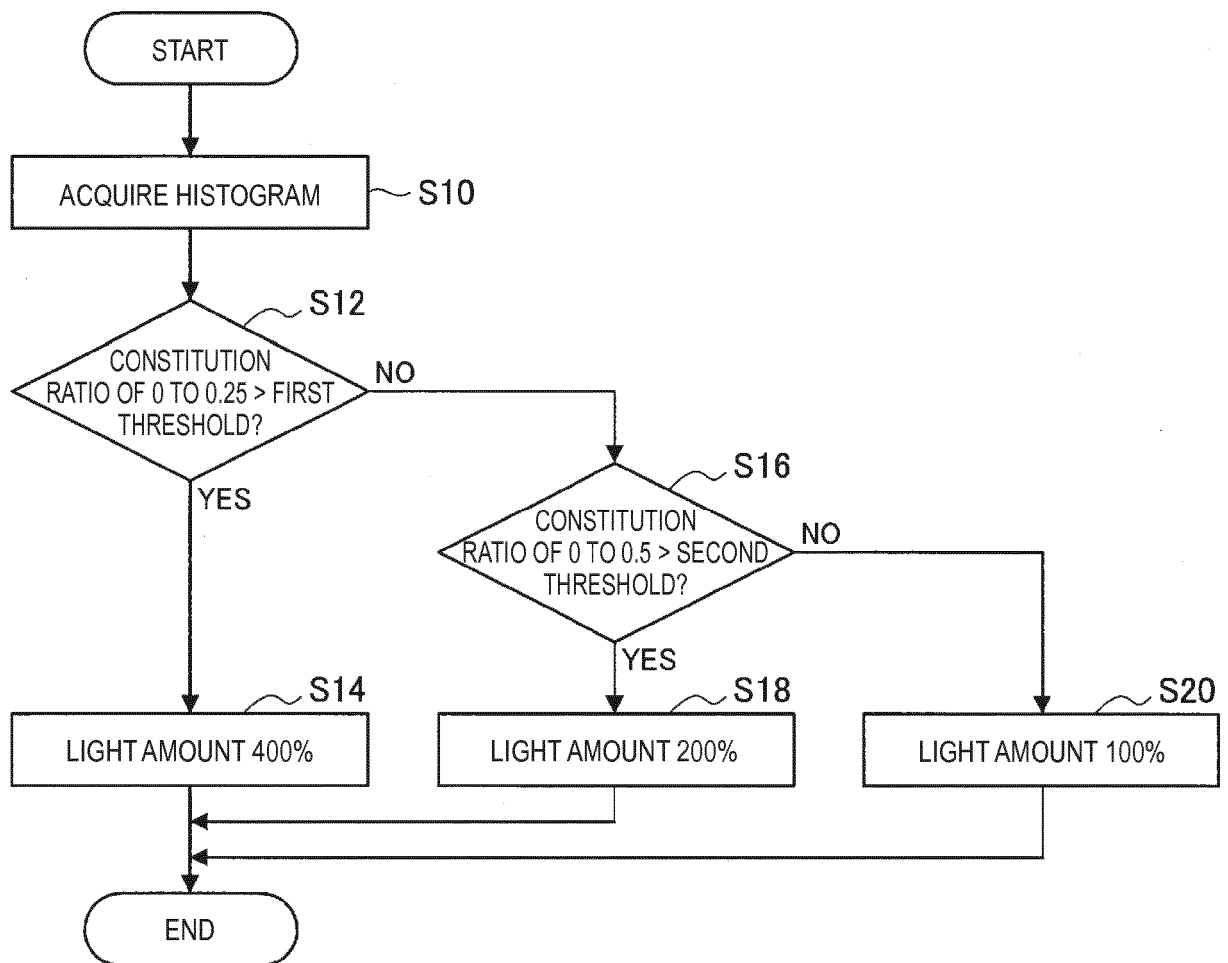 START
ACQUIRE HISTOGRAM
S10
S12
CONSTITUTION
RATIO OF 0 TO 0.25 > FIRST
THRESHOLD?
NO
YES
S16
CONSTITUTION
RATIO OF 0 TO 0.5 > SECOND
THRESHOLD?
NO
YES
S14
LIGHT AMOUNT 400%
S18
LIGHT AMOUNT 200%
S20
LIGHT AMOUNT 100%
END